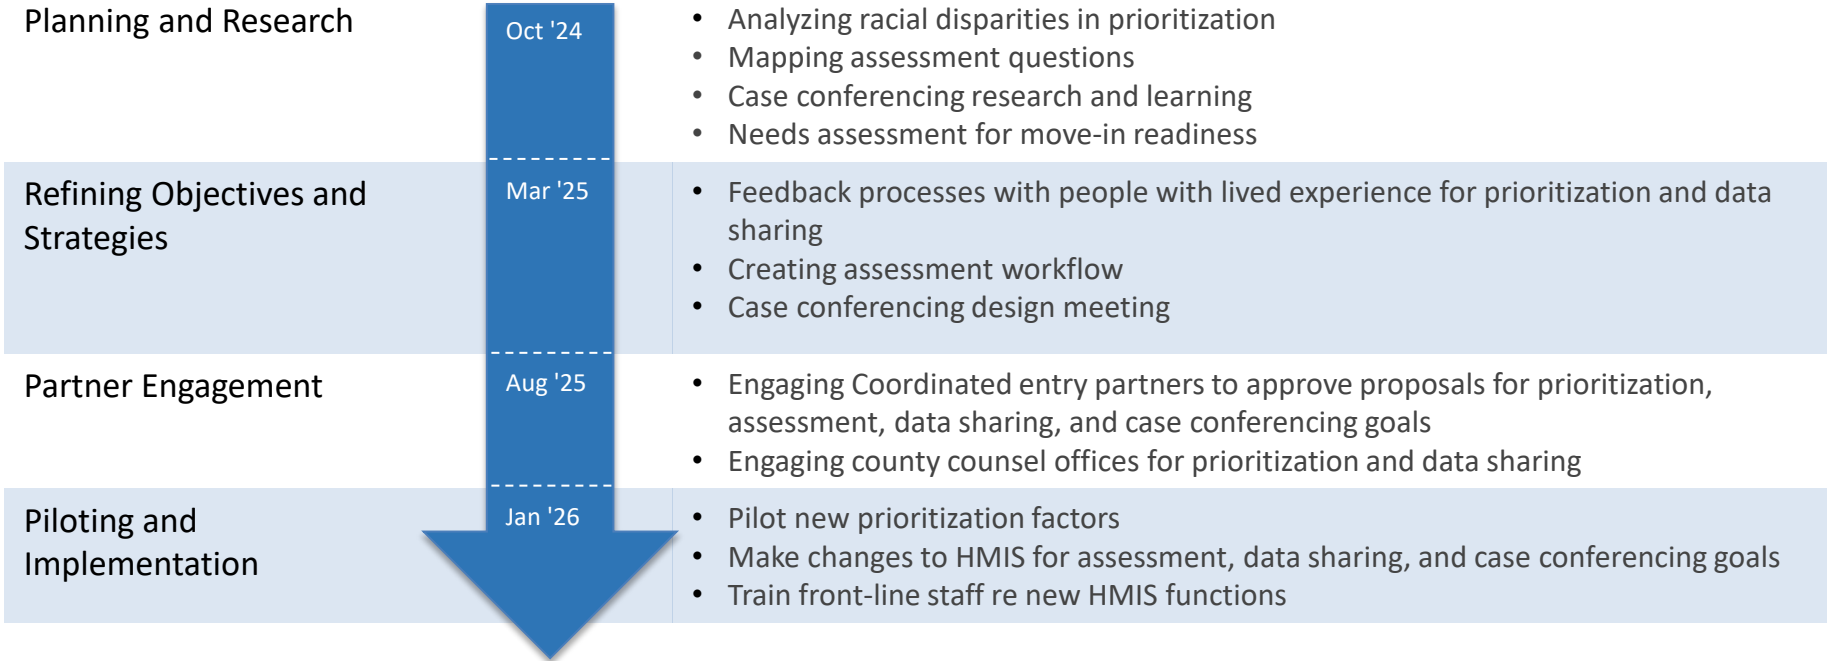 Planning and Research
Oct '24
• Analyzing racial disparities in prioritization
• Mapping assessment questions
• Case conferencing research and learning
• Needs assessment for move-in readiness
Refining Objectives and
Strategies
Mar '25
• Feedback processes with people with lived experience for prioritization and data
sharing
• Creating assessment workflow
• Case conferencing design meeting
Partner Engagement
Aug '25
• Engaging Coordinated entry partners to approve proposals for prioritization,
assessment, data sharing, and case conferencing goals
• Engaging county counsel offices for prioritization and data sharing
Piloting and
Implementation
Jan '26
• Pilot new prioritization factors
• Make changes to HMIS for assessment, data sharing, and case conferencing goals
• Train front-line staff re new HMIS functions